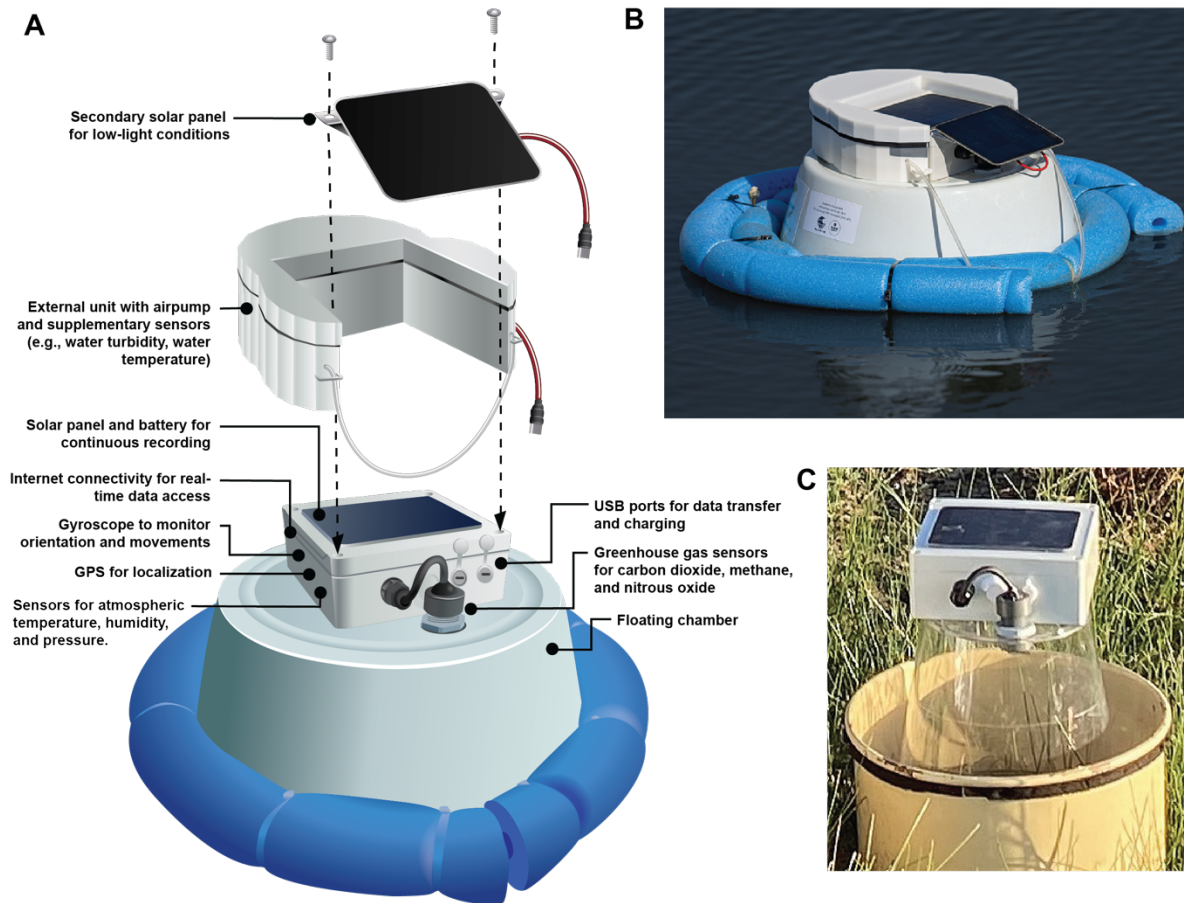 A
Secondary solar panel
for low-light conditions
External unit with airpump
and supplementary sensors
(e.g., water turbidity, water
temperature)
Solar panel and battery for
continuous recording
Internet connectivity for real-
time data access
Gyroscope to monitor
orientation and movements
GPS for localization
Sensors for atmospheric
temperature, humidity,
and pressure.
USB ports for data transfer
and charging
Greenhouse gas sensors
for carbon dioxide, methane,
and nitrous oxide
Floating chamber
B
C